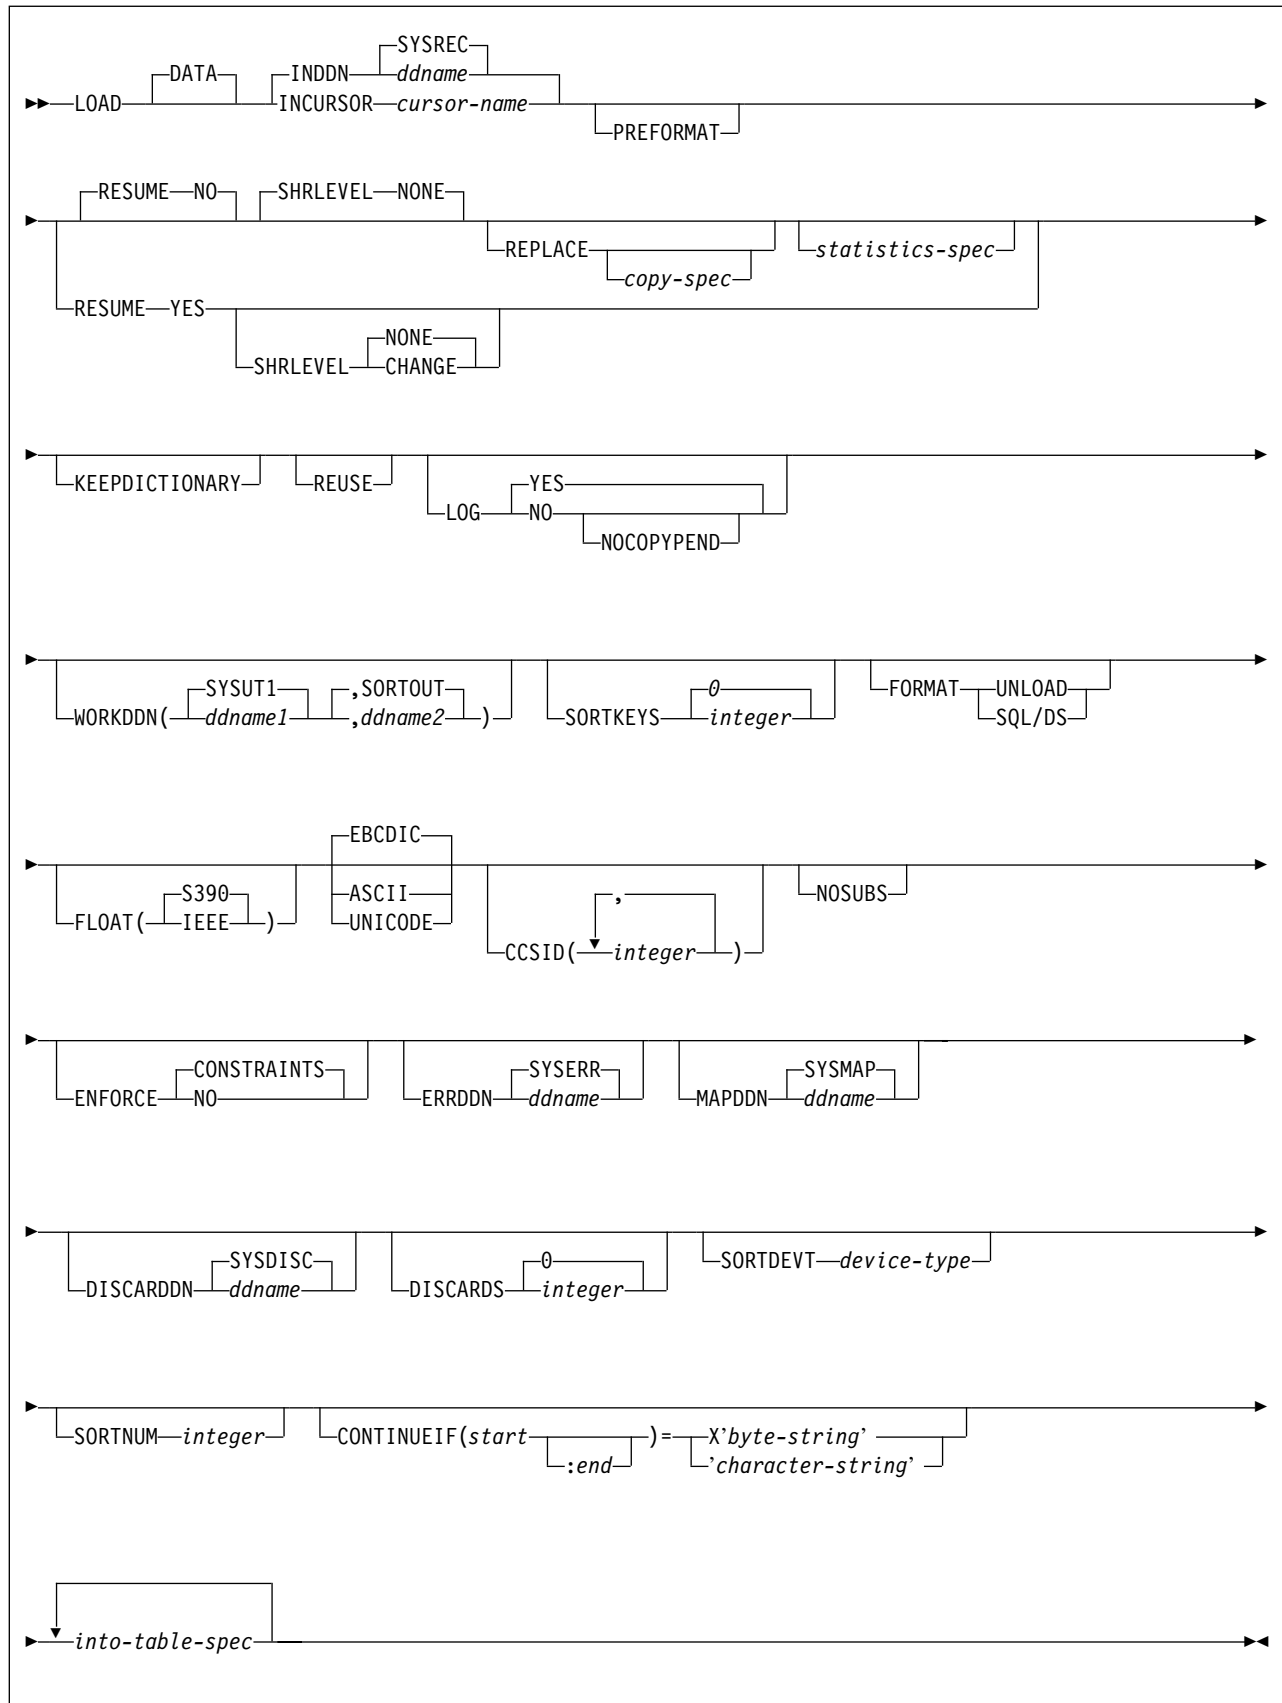 SYSREC
DATA INDDN ddname
LOAD INCURSOR cursor-name
PREFORMAT
RESUME NO SHRLEVEL NONE
REPLACE statistics-spec
copy-spec
RESUME YES
NONE
SHRLEVEL CHANGE
KEEPDICTIONARY REUSE YES
LOG NO
NOCOPYPEND
SYSUT1 ,SORTOUT 0 FORMAT UNLOAD
WORKDDN( ddname1 ,ddname2 ) SORTKEYS integer SQL/DS
EBCDIC
S390 ASCII , NOSUBS
FLOAT( IEEE ) UNICODE
CCSID( integer )
CONSTRAINTS SYSERR SYSMAP
ENFORCE NO ERRDDN ddname MAPDDN ddname
SYSDISC 0 SORTDEVT device-type
DISCARDDN ddname DISCARDS integer
SORTNUM integer CONTINUEIF(start )= X'byte-string'
:end 'character-string'
into-table-spec